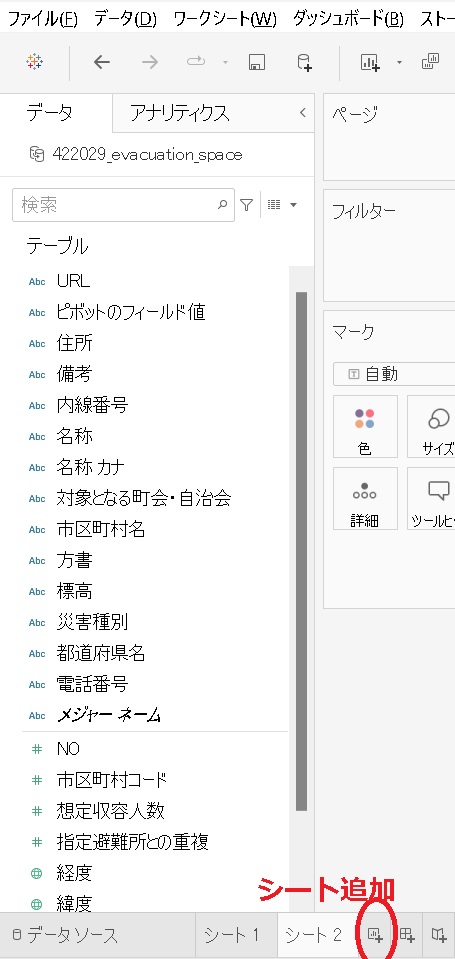 ファイル(F) データ(D) ワークシート(W) ダッシュボード(B) ストー
データ アナリティクス
ページ
422029_evacuation_space
検索
フィルター
テーブル
Abc URL
Abc ピボットのフィールド値
Abc 住所
マーク
Abc 備考
自動
Abc 内線番号
Abc 名称
色 サイズ
Abc 名称 カナ
Abc 対象となる町会・自治会
Abc 市区町村名
詳細 ツールヒ
Abc 方書
Abc 標高
Abc 災害種別
Abc 都道府県名
Abc 電話番号
Abc メジャー ネーム
# NO
# 市区町村コード
# 想定収容人数
# 指定避難所との重複
経度
緯度
シート追加
データソース シート 1 シート 2